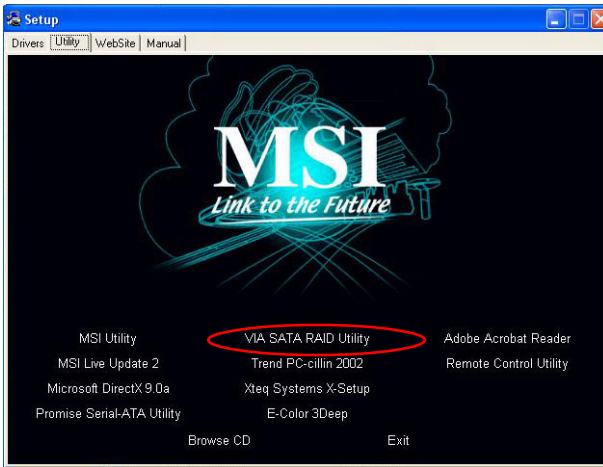 Setup
Drivers Utility WebSite Manual
MSI
Link to the Future
MSI Utility VIA SATA RAID Utility Adobe Acrobat Reader
MSI Live Update 2 Trend PC-cillin 2002 Remote Control Utility
Microsoft DirectX 9.0a Xteq Systems X-Setup
Promise Serial-ATA Utility E-Color 3Deep
Browse CD Exit